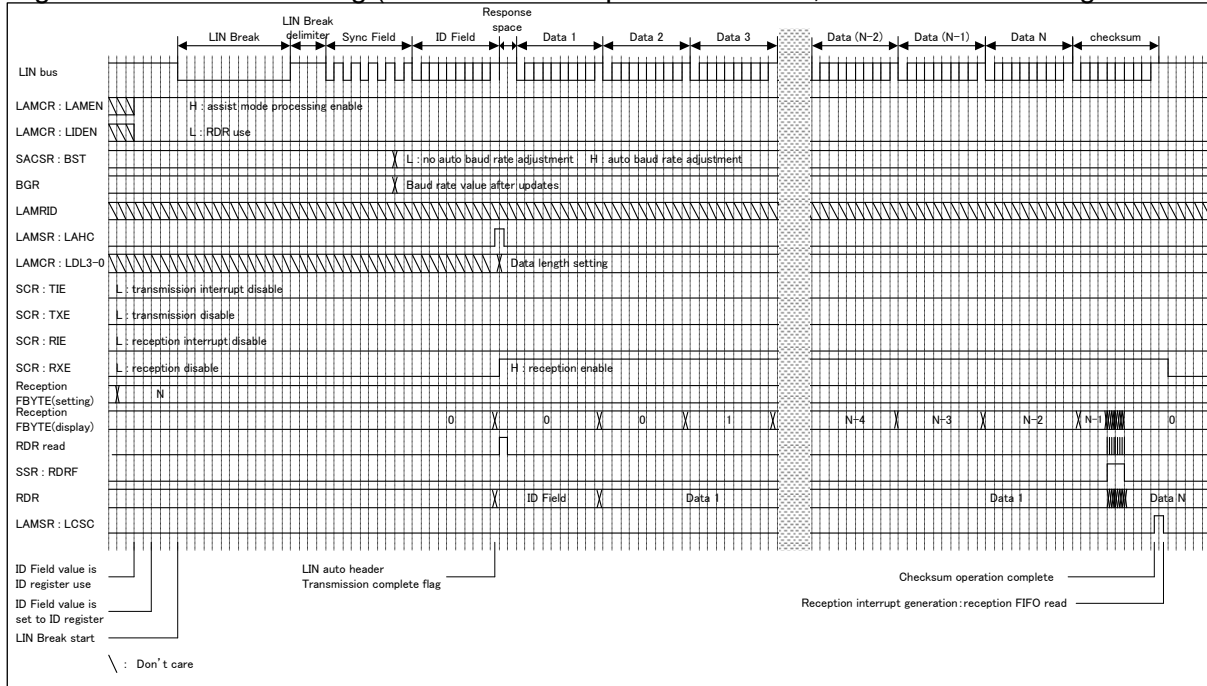 Response
LIN Break
delimiter
space
LIN Break
Sync Field
ID Field
Data 1
Data 2
Data 3
Data (N-2)
Data (N-1)
Data N
checksum
LIN bus
LAMCR : LAMEN
H : assist mode processing enable
LAMCR : LIDEN
L : RDR use
SACSR : BST
L : no auto baud rate adjustment H : auto baud rate adjustment
BGR
Baud rate value after updates
LAMRID
LAMSR : LAHC
LAMCR : LDL3-0
Data length setting
SCR : TIE
L : transmission interrupt disable
SCR : TXE
L : transmission disable
SCR : RIE
L : reception interrupt disable
SCR : RXE
L : reception disable
H : reception enable
Reception
FBYTE(setting)
N
Reception
FBYTE(display)
0
0
0
1
N-4
N-3
N-2
N-1
0
RDR read
SSR : RDRF
RDR
ID Field
Data 1
Data 1
Data N
LAMSR : LCSC
ID Field value is
ID register use
LIN auto header
Transmission complete flag
Checksum operation complete
ID Field value is
set to ID register
Reception interrupt generation:reception FIFO read
LIN Break start
\ : Don't care